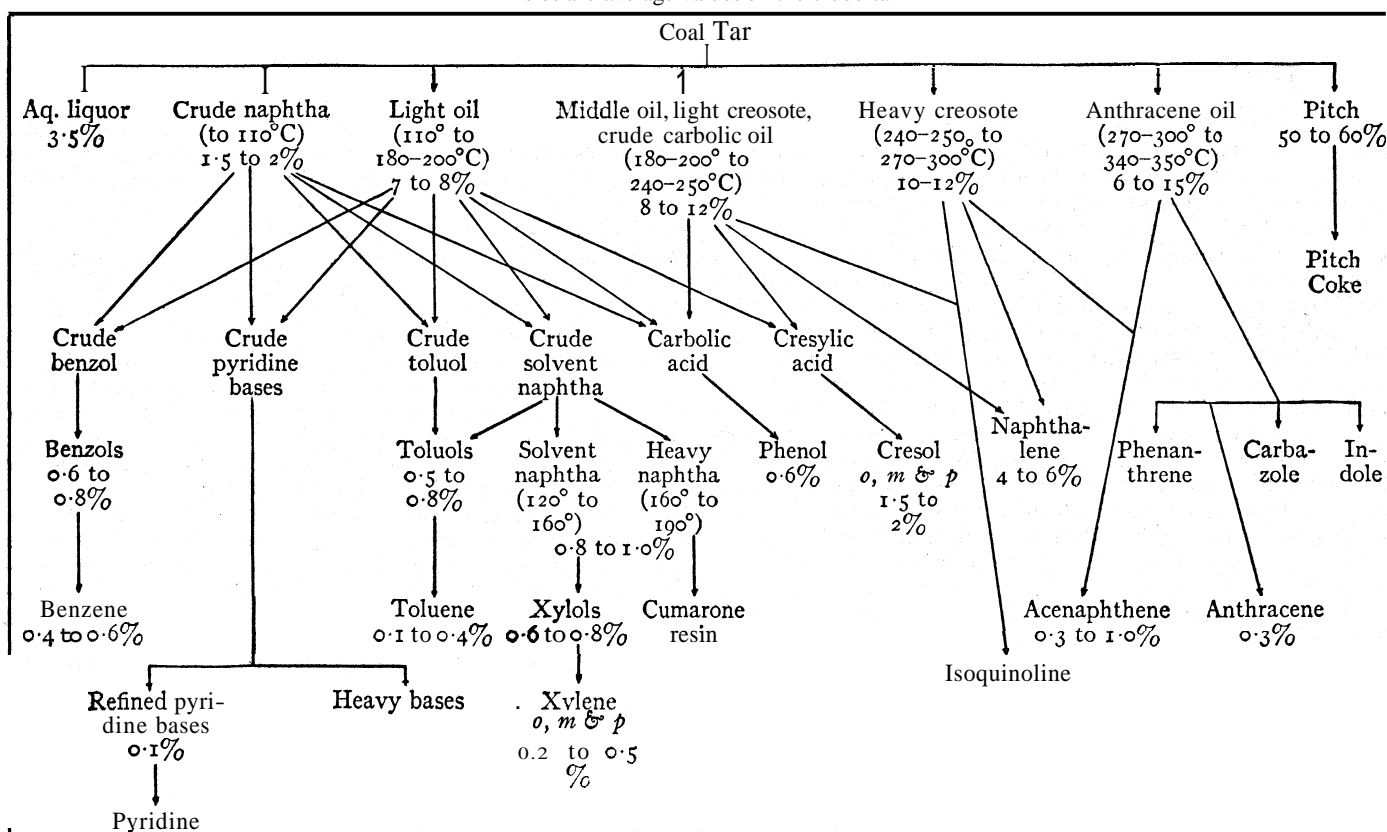 Coal Tar
Aq. liquor
3·5%
Crude naphtha
(to 110°C)
1·5 to 2%
Light oil
(110° to
180–200°C)
7 to 8%
Middle oil, light creosote,
crude carbolic oil
(180–200° to
240–250°C)
8 to 12%
Heavy creosote
(240–250° to
270–300°C)
10–12%
Anthracene oil
(270–300° to
340–350°C)
6 to 15%
Pitch
50 to 60%
Pitch
Coke
Crude
benzol
Crude
pyridine
bases
Crude
toluol
Crude
solvent
naphtha
Carbolic
acid
Cresylic
acid
Benzols
0·6 to
0·8%
Toluols
0·5 to
0·8%
Solvent
naphtha
(120° to
160°)
Heavy
naphtha
(160° to
190°)
0·8 to 1·0%
Phenol
0·6%
Cresol
o, m & p
1·5 to
2%
Naphtha-
lene
4 to 6%
Phenan-
threne
Carba-
zole
In-
dole
Benzene
0·4 to 0·6%
Toluene
0·1 to 0·4%
Xylols
0·6 to 0·8%
Cumarone
resin
Acenaphthene
0·3 to 1·0%
Anthracene
0·3%
Isoquinoline
Refined pyri-
dine bases
0·1%
Heavy bases
. Xvlene
o, m & p
0.2 to 0·5
%
Pyridine